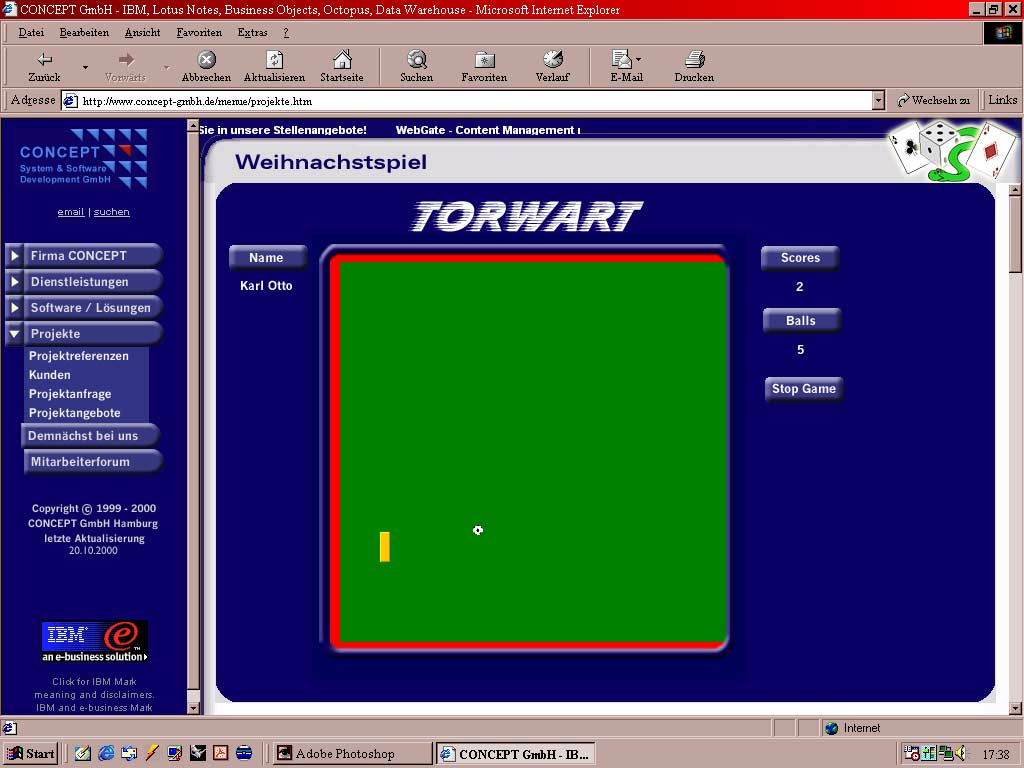 CONCEPT GmbH - IBM, Lotus Notes, Business Objects, Octopus, Data Warehouse - Microsoft Internet Explorer
Datei Bearbeiten Ansicht Favoriten Extras ?
Zurück Vorwärts Abbrechen Aktualisieren Startseite Suchen Favoriten Verlauf E-Mail Drucken
Adresse http://www.concept-gmbh.de/menue/projekte.htm Wechseln zu Links
Sie in unsere Stellenangebote! WebGate - Content Management
CONCEPT
System & Software
Development GmbH
email | suchen
Firma CONCEPT
Dienstleistungen
Software / Lösungen
Projekte
Projektreferenzen
Kunden
Projektanfrage
Projektangebote
Demnächst bei uns
Mitarbeiterforum
Copyright © 1999 - 2000
CONCEPT GmbH Hamburg
letzte Aktualisierung
20.10.2000
IBM e TM
an e-business solution
Click for IBM Mark
meaning and disclaimers.
IBM and e-business Mark
Weihnachstspiel
TORWART
Name
Karl Otto
Scores
2
Balls
5
Stop Game
Internet
Start Adobe Photoshop CONCEPT GmbH - IB... 17:38